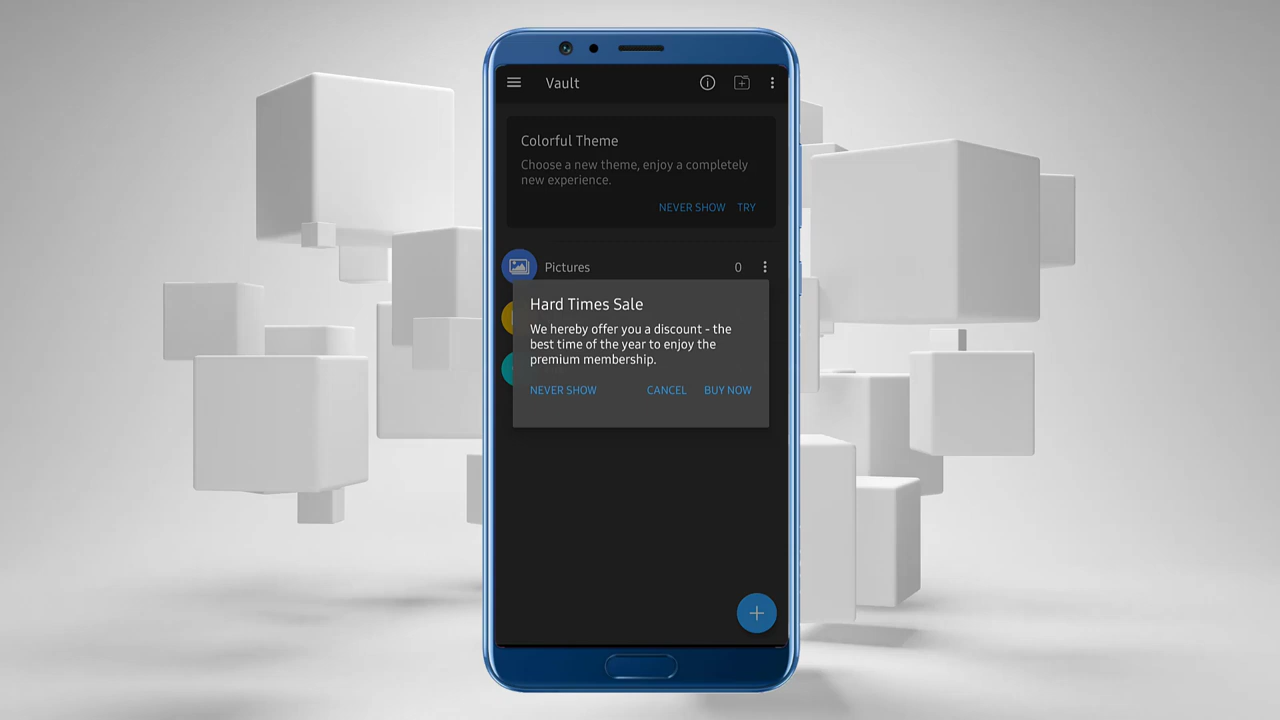 Vault
Colorful Theme
Choose a new theme, enjoy a completely
new experience.
NEVER SHOW TRY
Pictures 0
Hard Times Sale
We hereby offer you a discount - the
best time of the year to enjoy the
premium membership.
NEVER SHOW CANCEL BUY NOW